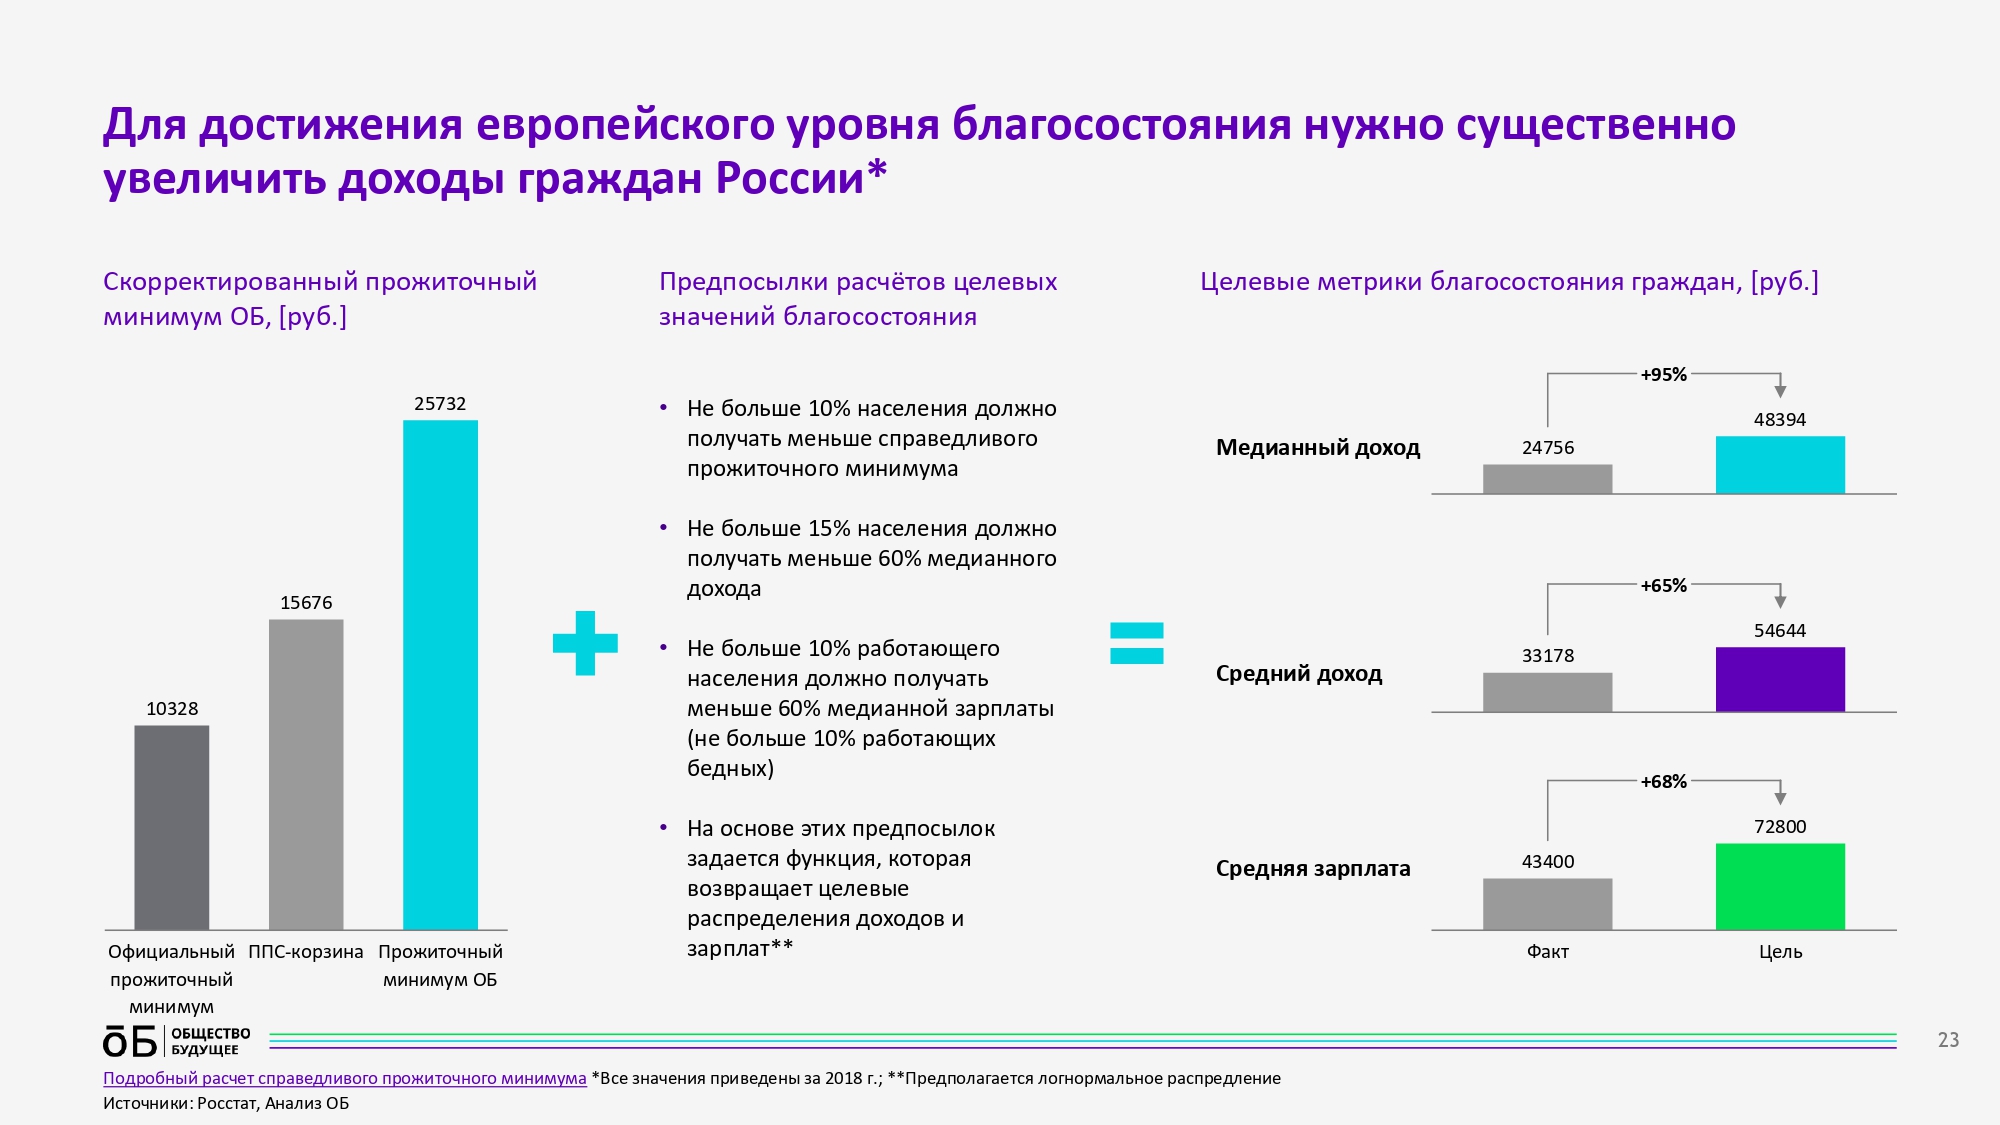 Для достижения европейского уровня благосостояния нужно существенно
увеличить доходы граждан России*
Скорректированный прожиточный
минимум ОБ, [руб.]
25732
15676
10328
Официальный
прожиточный
минимум
ППС-корзина
Прожиточный
минимум ОБ
Предпосылки расчётов целевых
значений благосостояния
• Не больше 10% населения должно
получать меньше справедливого
прожиточного минимума
• Не больше 15% населения должно
получать меньше 60% медианного
дохода
• Не больше 10% работающего
населения должно получать
меньше 60% медианной зарплаты
(не больше 10% работающих
бедных)
• На основе этих предпосылок
задается функция, которая
возвращает целевые
распределения доходов и
зарплат**
Целевые метрики благосостояния граждан, [руб.]
+95%
48394
24756
Медианный доход
+65%
54644
33178
Средний доход
+68%
72800
43400
Средняя зарплата
Факт
Цель
ōБ
ОБЩЕСТВО
БУДУЩЕЕ
23
Подробный расчет справедливого прожиточного минимума *Все значения приведены за 2018 г.; **Предполагается логнормальное распредление
Источники: Росстат, Анализ ОБ